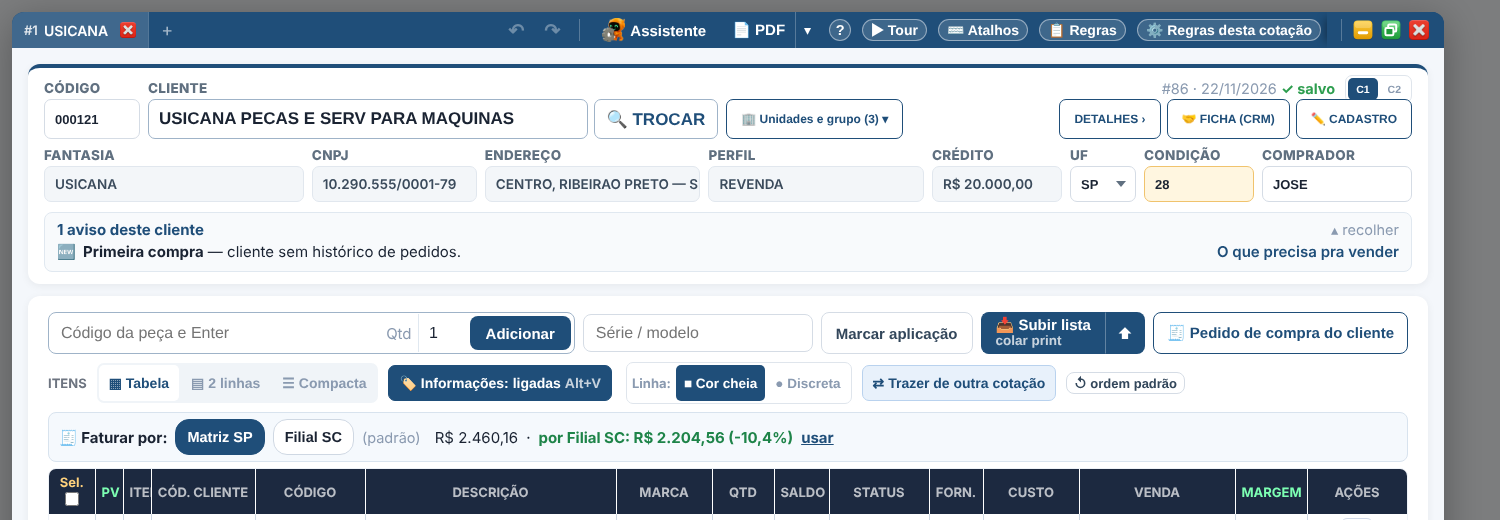 #1 USICANA + Assistente PDF ▾ ? Tour Atalhos Regras Regras desta cotação
CÓDIGO CLIENTE #86 · 22/11/2026 ✓ salvo C1 C2
000121 USICANA PECAS E SERV PARA MAQUINAS TROCAR Unidades e grupo (3) ▾ DETALHES › FICHA (CRM) CADASTRO
FANTASIA CNPJ ENDEREÇO PERFIL CRÉDITO UF CONDIÇÃO COMPRADOR
USICANA 10.290.555/0001-79 CENTRO, RIBEIRAO PRETO — S REVENDA R$ 20.000,00 SP 28 JOSE
1 aviso deste cliente ▴ recolher
NEW Primeira compra — cliente sem histórico de pedidos. O que precisa pra vender
Código da peça e Enter Qtd 1 Adicionar Série / modelo Marcar aplicação Subir lista Pedido de compra do cliente
colar print
ITENS Tabela 2 linhas Compacta Informações: ligadas Alt+V Linha: Cor cheia Discreta Trazer de outra cotação ordem padrão
Faturar por: Matriz SP Filial SC (padrão) R$ 2.460,16 · por Filial SC: R$ 2.204,56 (-10,4%) usar
Sel. PV ITE CÓD. CLIENTE CÓDIGO DESCRIÇÃO MARCA QTD SALDO STATUS FORN. CUSTO VENDA MARGEM AÇÕES